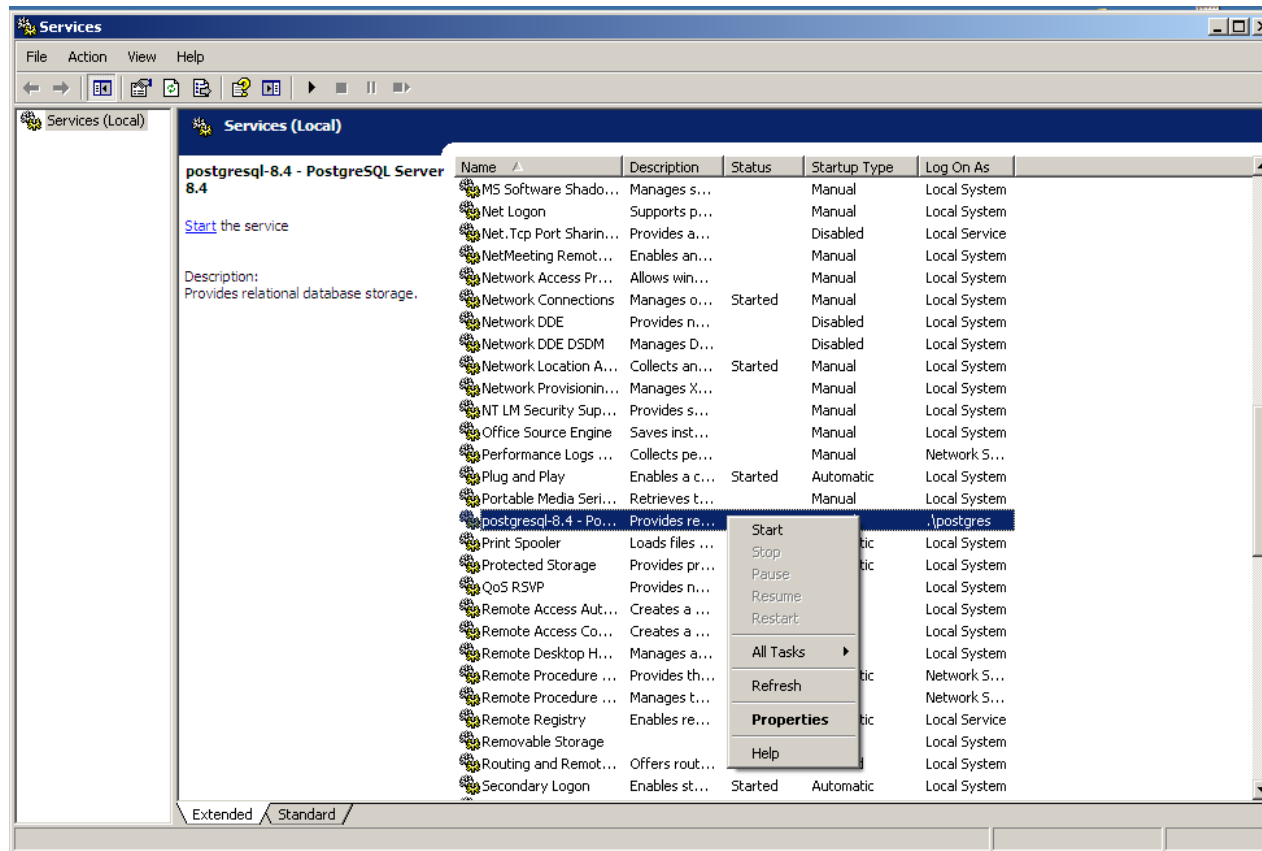 Services
File Action View Help
Services (Local)
Services (Local)
postgresql-8.4 - PostgreSQL Server 8.4
Start the service
Description:
Provides relational database storage.
Name Description Status Startup Type Log On As
MS Software Shado... Manages s... Manual Local System
Net Logon Supports p... Manual Local System
Net.Tcp Port Sharin... Provides a... Disabled Local Service
NetMeeting Remot... Enables an... Manual Local System
Network Access Pr... Allows win... Manual Local System
Network Connections Manages o... Started Manual Local System
Network DDE Provides n... Disabled Local System
Network DDE DSDM Manages D... Disabled Local System
Network Location A... Collects an... Started Manual Local System
Network Provisionin... Manages X... Manual Local System
NT LM Security Sup... Provides s... Manual Local System
Office Source Engine Saves inst... Manual Local System
Performance Logs ... Collects pe... Manual Network S...
Plug and Play Enables a c... Started Automatic Local System
Portable Media Seri... Retrieves t... Manual Local System
postgresql-8.4 - Po... Provides re... .\postgres
Print Spooler Loads files ... tic Local System
Protected Storage Provides pr... tic Local System
QoS RSVP Provides n... Local System
Remote Access Aut... Creates a ... Local System
Remote Access Co... Creates a ... Local System
Remote Desktop H... Manages a... Local System
Remote Procedure ... Provides th... tic Network S...
Remote Procedure ... Manages t... Network S...
Remote Registry Enables re... tic Local Service
Removable Storage Local System
Routing and Remot... Offers rout... Local System
Secondary Logon Enables st... Started Automatic Local System
Start
Stop
Pause
Resume
Restart
All Tasks
Refresh
Properties
Help
Extended Standard